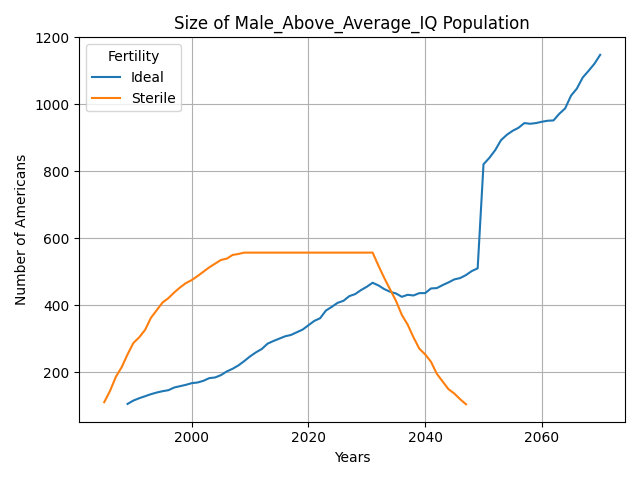 Size of Male_Above_Average_IQ Population
Fertility
Ideal
Sterile
1200
1000
800
600
400
200
Number of Americans
2000 2020 2040 2060
Years